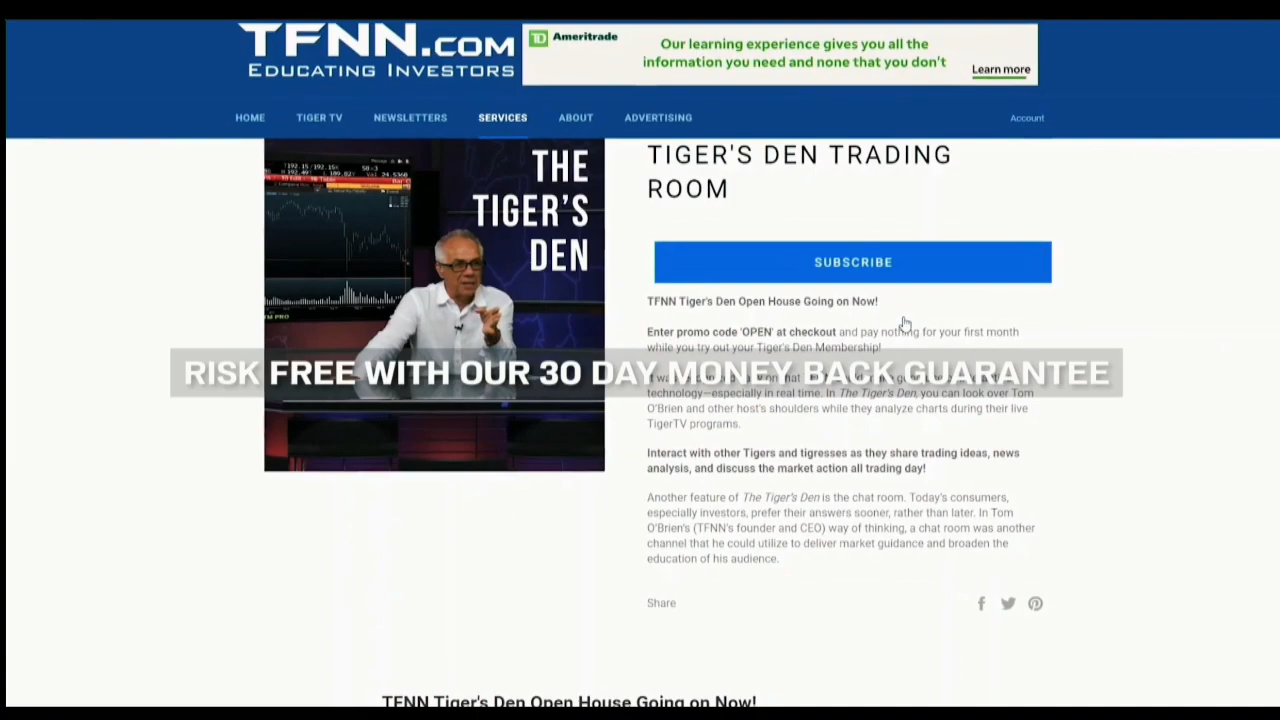 TFNN.COM
EDUCATING INVESTORS
TD Ameritrade
Our learning experience gives you all the
information you need and none that you don't
Learn more
HOME TIGER TV NEWSLETTERS SERVICES ABOUT ADVERTISING Account
THE
TIGER'S
DEN
TIGER'S DEN TRADING
ROOM
SUBSCRIBE
TFNN Tiger's Den Open House Going on Now!
Enter promo code 'OPEN' at checkout and pay nothing for your first month
while you try out your Tiger's Den Membership!
RISK FREE WITH OUR 30 DAY MONEY BACK GUARANTEE
technology—especially in real time. In The Tiger's Den, you can look over Tom
O'Brien and other host's shoulders while they analyze charts during their live
TigerTV programs.
Interact with other Tigers and tigresses as they share trading ideas, news
analysis, and discuss the market action all trading day!
Another feature of The Tiger's Den is the chat room. Today's consumers,
especially investors, prefer their answers sooner, rather than later. In Tom
O'Brien's (TFNN's founder and CEO) way of thinking, a chat room was another
channel that he could utilize to deliver market guidance and broaden the
education of his audience.
Share
TFNN Tiger's Den Open House Going on Now!